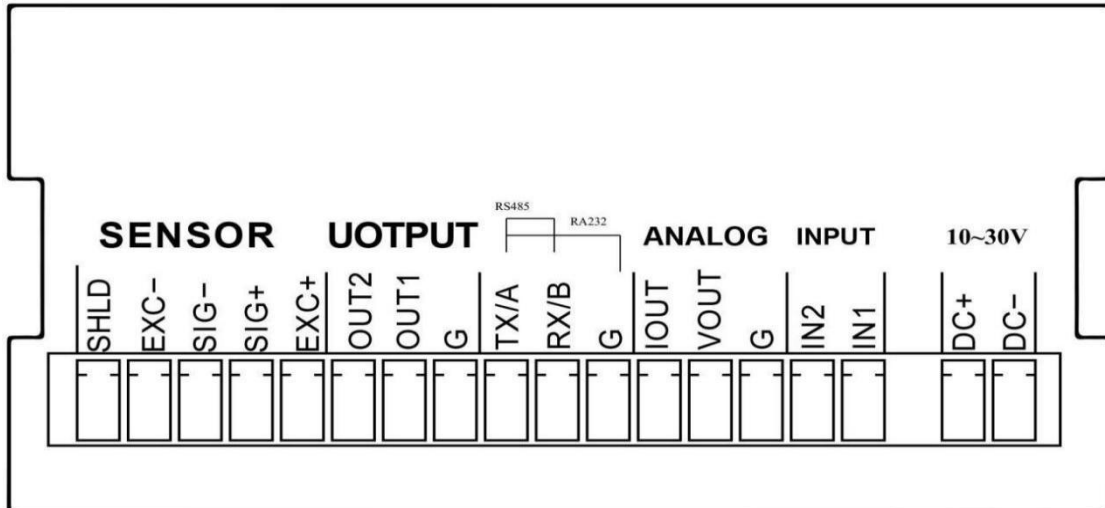 RS485
RA232
SENSOR UOTPUT ANALOG INPUT 10~30V
SHLD EXC- SIG- SIG+ EXC+ OUT2 OUT1 G TX/A RX/B G IOUT VOUT G IN2 IN1 DC+ DC-